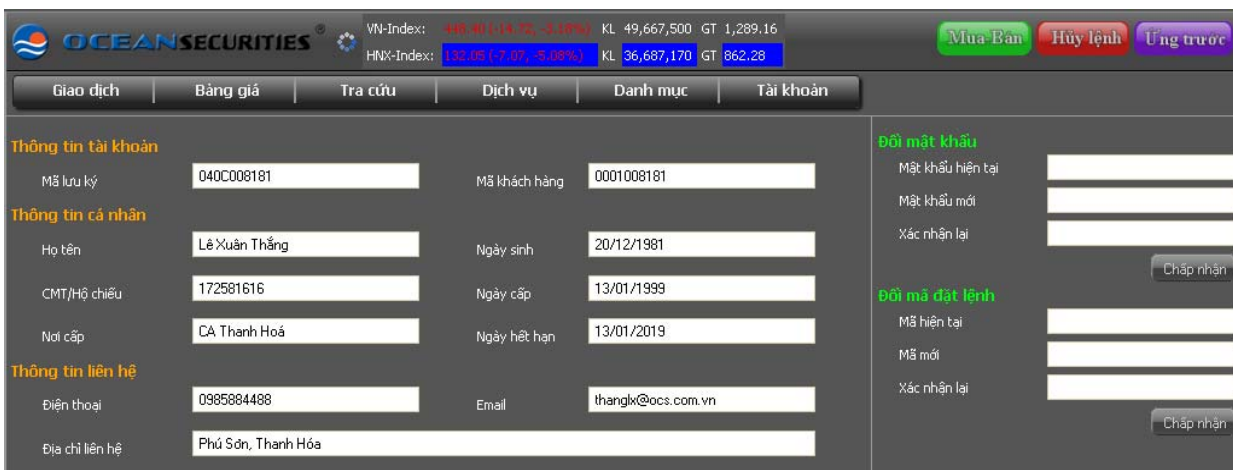 OCEANSECURITIES ®
VN-Index: 448.40 (-14.72, -3.18%) KL 49,667,500 GT 1,289.16
HNX-Index: 132.05 (-7.07, -5.08%) KL 36,687,170 GT 862.28
Mua-Bán Hủy lệnh Ứng trước
Giao dịch Bảng giá Tra cứu Dịch vụ Danh mục Tài khoản
Thông tin tài khoản
Mã lưu ký 040C008181 Mã khách hàng 0001008181
Thông tin cá nhân
Họ tên Lê Xuân Thắng Ngày sinh 20/12/1981
CMT/Hộ chiếu 172581616 Ngày cấp 13/01/1999
Nơi cấp CA Thanh Hoá Ngày hết hạn 13/01/2019
Thông tin liên hệ
Điện thoại 0985884488 Email thanglx@ocs.com.vn
Địa chỉ liên hệ Phú Sơn, Thanh Hóa
Đổi mật khẩu
Mật khẩu hiện tại
Mật khẩu mới
Xác nhận lại
Chấp nhận
Đổi mã đặt lệnh
Mã hiện tại
Mã mới
Xác nhận lại
Chấp nhận